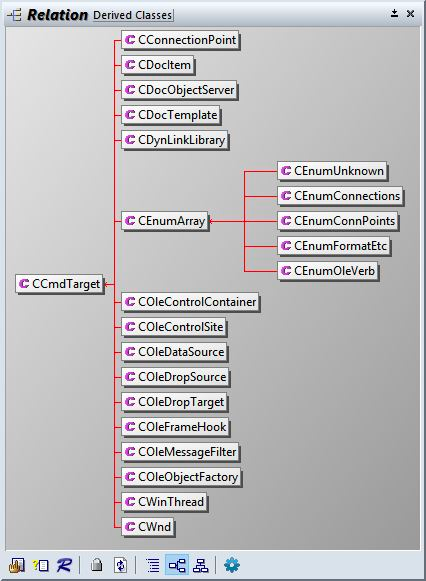 Relation Derived Classes
CConnectionPoint
CDocItem
CDocObjectServer
CDocTemplate
CDynLinkLibrary
CEnumUnknown
CEnumConnections
CEnumArray
CEnumConnPoints
CEnumFormatEtc
CEnumOleVerb
CCmdTarget
COleControlContainer
COleControlSite
COleDataSource
COleDropSource
COleDropTarget
COleFrameHook
COleMessageFilter
COleObjectFactory
CWinThread
CWnd